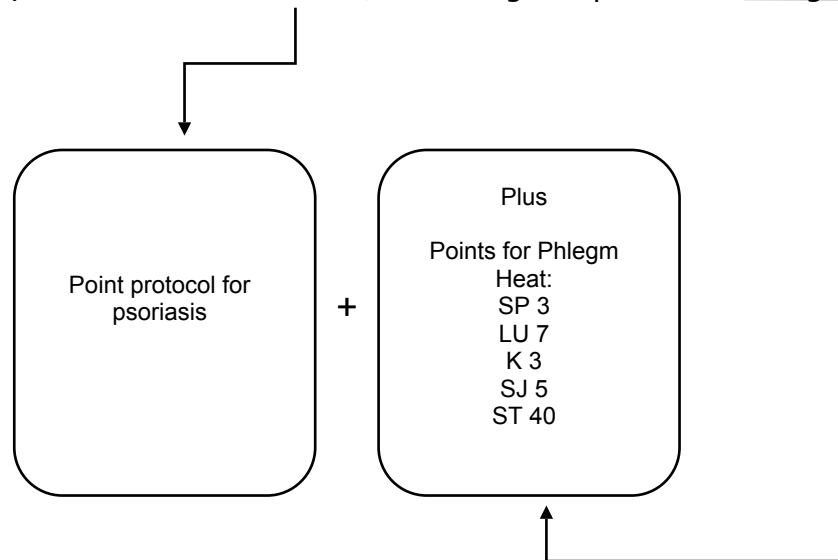 Point protocol for
psoriasis
+
Plus
Points for Phlegm
Heat:
SP 3
LU 7
K 3
SJ 5
ST 40